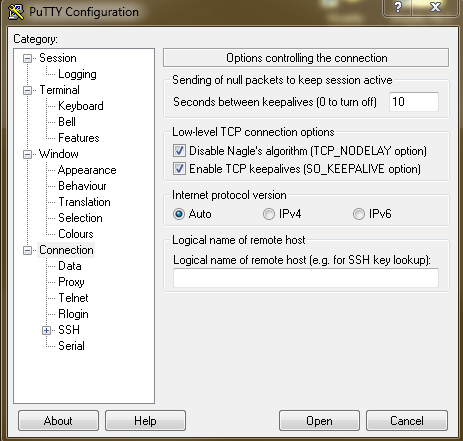 PuTTY Configuration
Category:
Session
Logging
Terminal
Keyboard
Bell
Features
Window
Appearance
Behaviour
Translation
Selection
Colours
Connection
Data
Proxy
Telnet
Rlogin
SSH
Serial
Options controlling the connection
Sending of null packets to keep session active
Seconds between keepalives (0 to turn off)  10
Low-level TCP connection options
Disable Nagle's algorithm (TCP_NODELAY option)
Enable TCP keepalives (SO_KEEPALIVE option)
Internet protocol version
Auto  IPv4  IPv6
Logical name of remote host
Logical name of remote host (e.g. for SSH key lookup):
About  Help  Open  Cancel